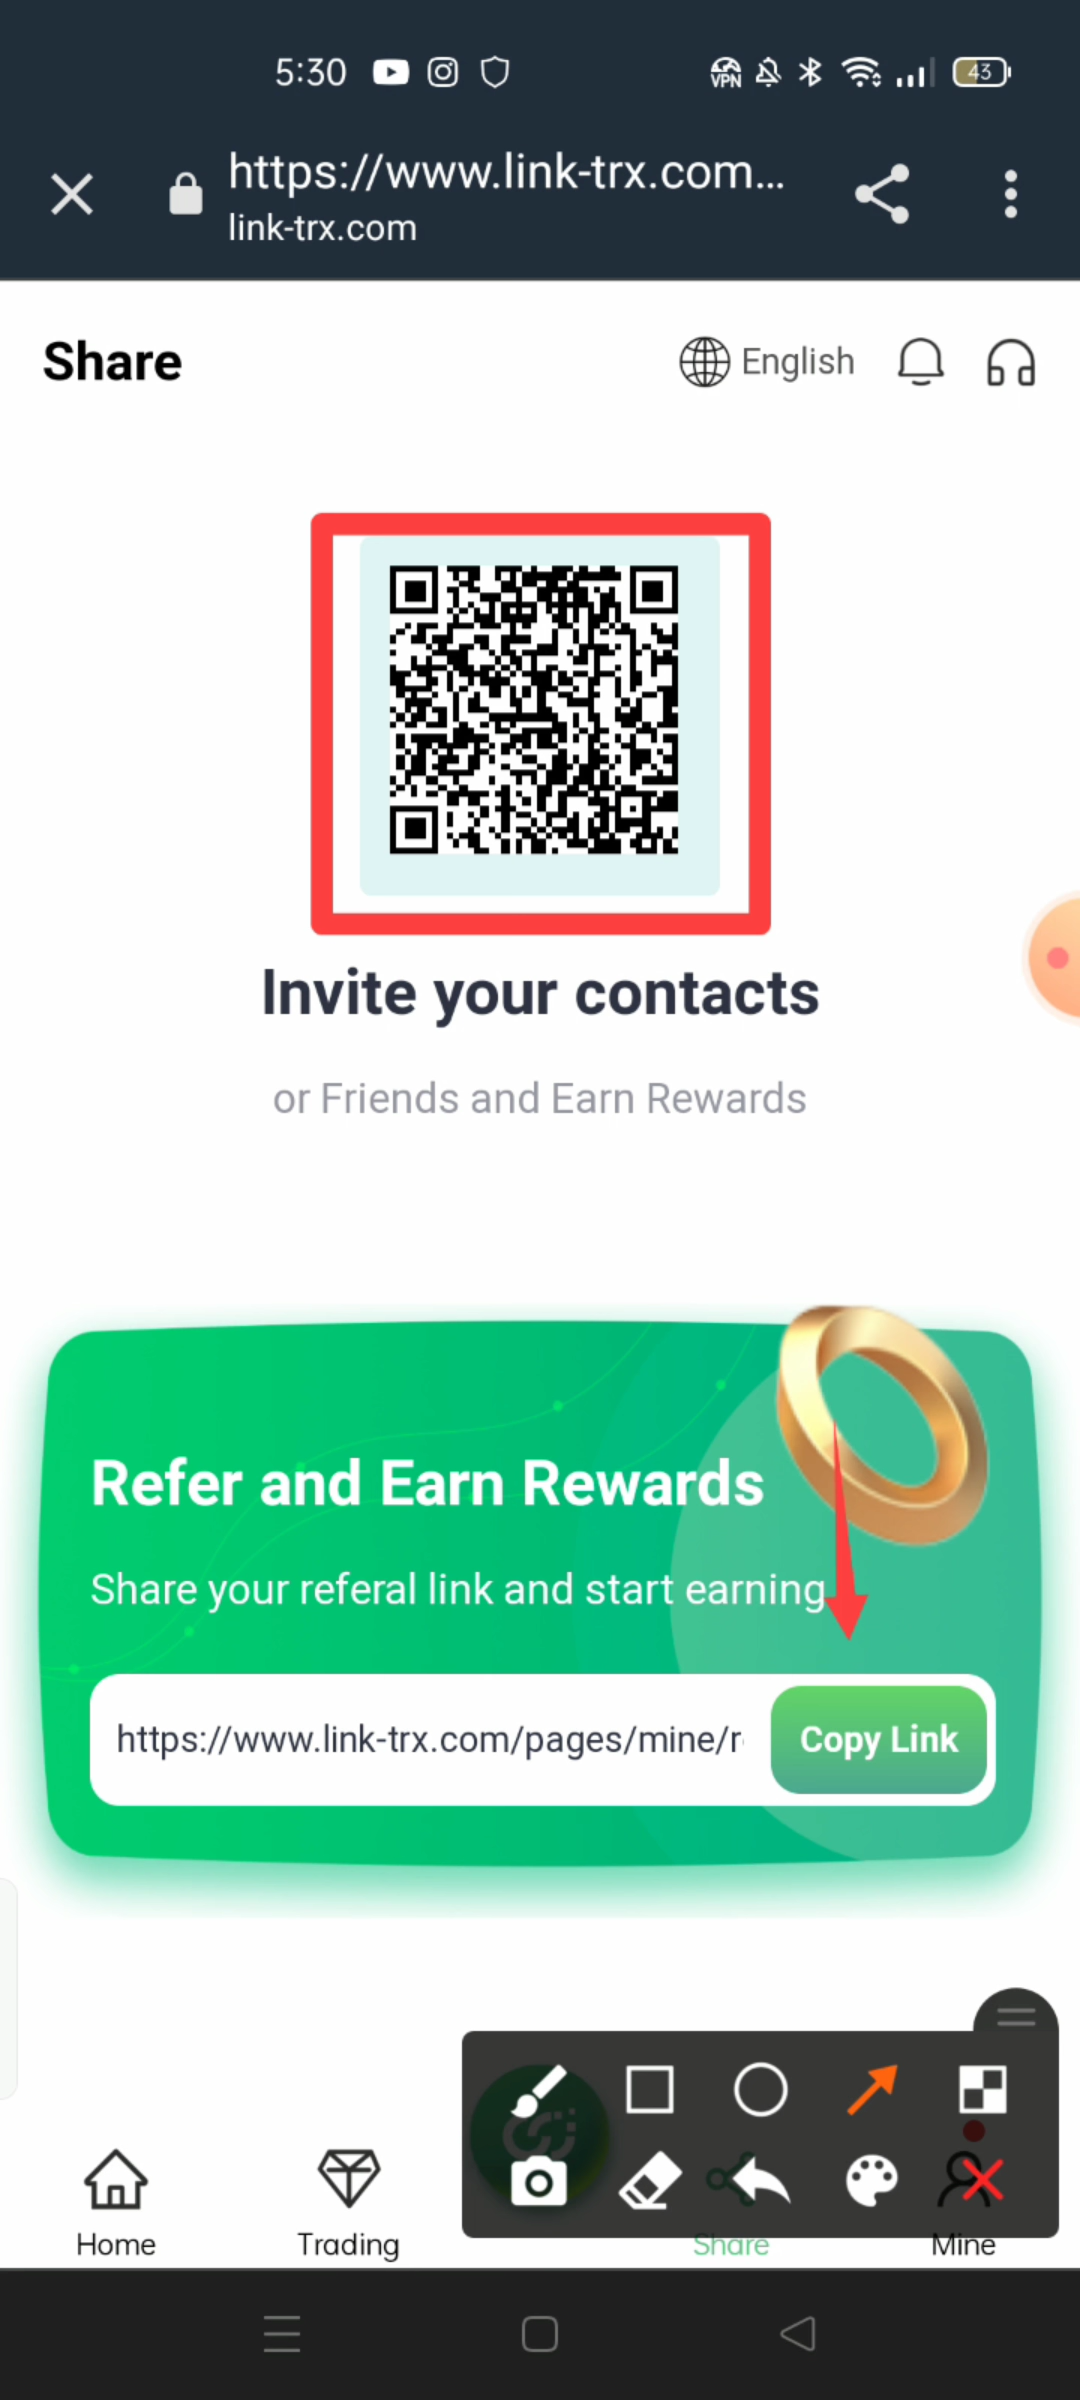 5:30
VPN
43
https://www.link-trx.com...
link-trx.com
Share
English
Invite your contacts
or Friends and Earn Rewards
Refer and Earn Rewards
Share your referal link and start earning
https://www.link-trx.com/pages/mine/r
Copy Link
Home
Trading
Share
Mine